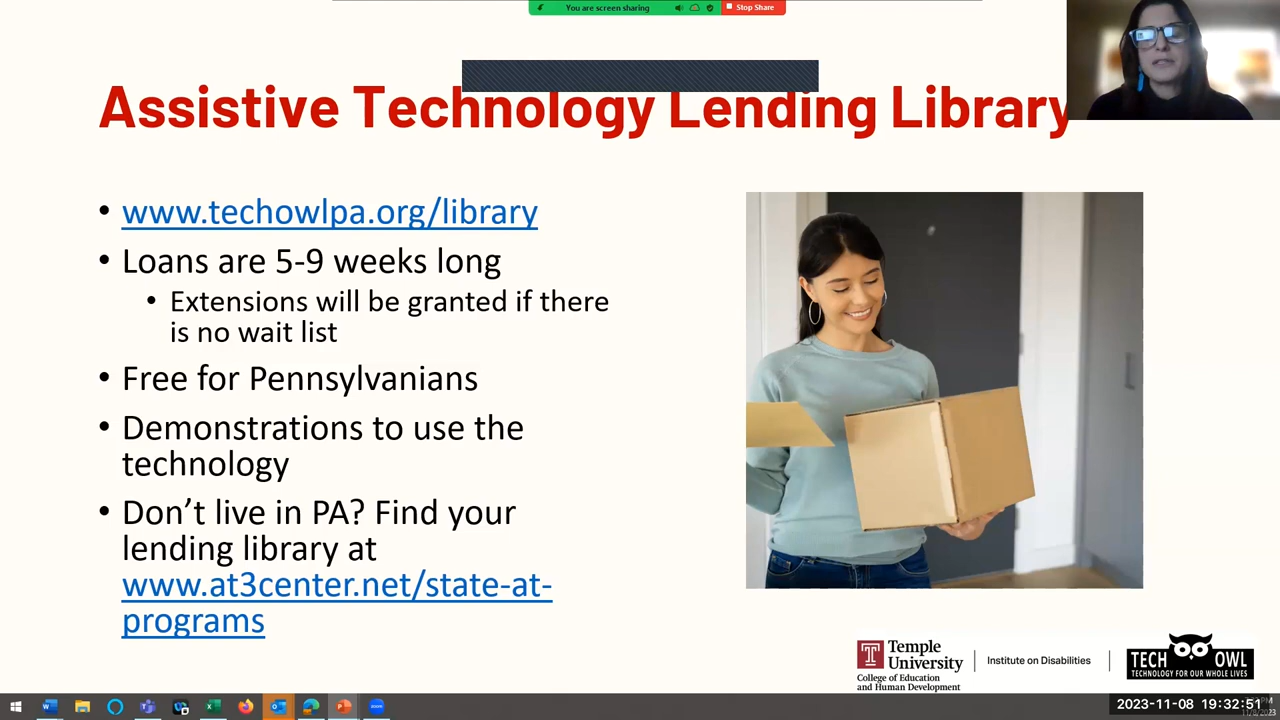 You are screen sharing
Stop Share
Assistive Technology Lending Library
• www.techowlpa.org/library
• Loans are 5-9 weeks long
• Extensions will be granted if there
is no wait list
• Free for Pennsylvanians
• Demonstrations to use the
technology
• Don’t live in PA? Find your
lending library at
www.at3center.net/state-at-
programs
Temple
University
College of Education
and Human Development
Institute on Disabilities
TECH OWL
TECHNOLOGY FOR OUR WHOLE LIVES
2023-11-08 19:32:51